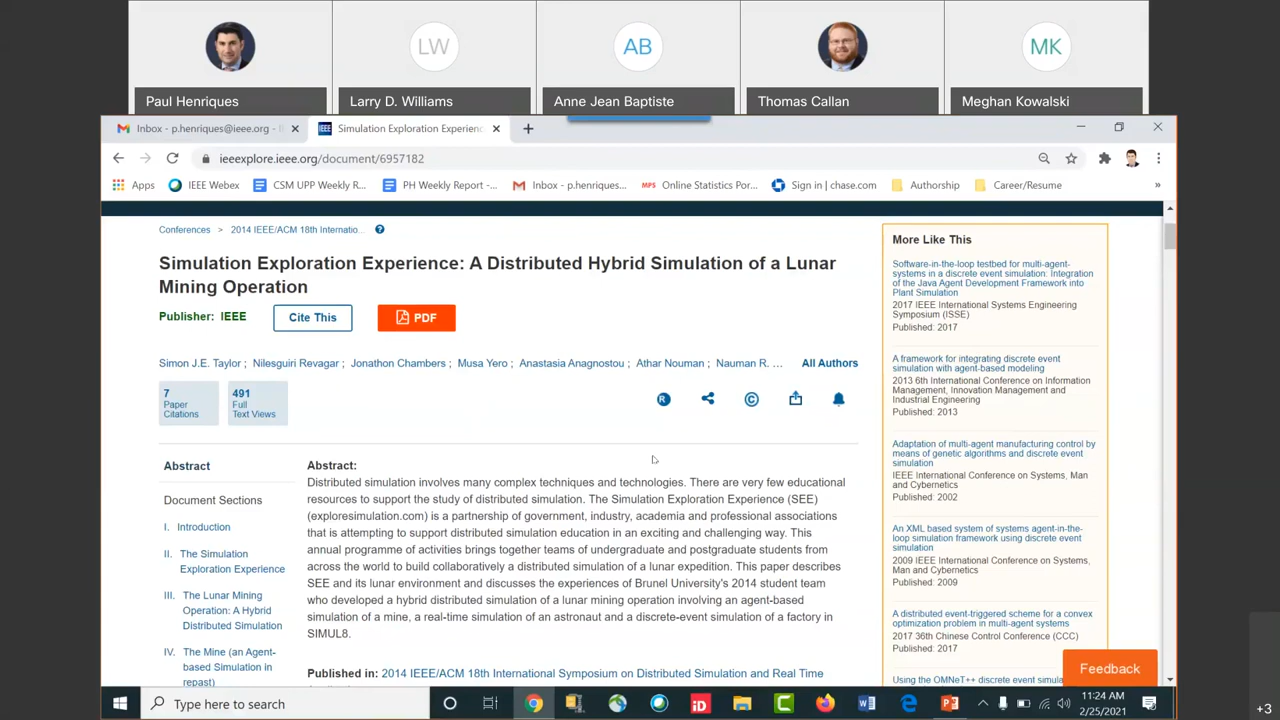 LW
AB
MK
Paul Henriques
Larry D. Williams
Anne Jean Baptiste
Thomas Callan
Meghan Kowalski
Inbox - p.henriques@ieee.org -
Simulation Exploration Experienc
ieeexplore.ieee.org/document/6957182
Apps
IEEE Webex
CSM UPP Weekly R...
PH Weekly Report -...
Inbox - p.henriques...
MPS Online Statistics Por...
Sign in | chase.com
Authorship
Career/Resume
»
Conferences > 2014 IEEE/ACM 18th Internatio... ?
Simulation Exploration Experience: A Distributed Hybrid Simulation of a Lunar
Mining Operation
Publisher: IEEE
Cite This
PDF
Simon J.E. Taylor ; Nilesguiri Revagar ; Jonathon Chambers ; Musa Yero ; Anastasia Anagnostou ; Athar Nouman ; Nauman R. ...
All Authors
7
Paper
Citations
491
Full
Text Views
R
©
Abstract
Document Sections
I. Introduction
II. The Simulation
Exploration Experience
III. The Lunar Mining
Operation: A Hybrid
Distributed Simulation
IV. The Mine (an Agent-
based Simulation in
repast)
Abstract:
Distributed simulation involves many complex techniques and technologies. There are very few educational
resources to support the study of distributed simulation. The Simulation Exploration Experience (SEE)
(exploresimulation.com) is a partnership of government, industry, academia and professional associations
that is attempting to support distributed simulation education in an exciting and challenging way. This
annual programme of activities brings together teams of undergraduate and postgraduate students from
across the world to build collaboratively a distributed simulation of a lunar expedition. This paper describes
SEE and its lunar environment and discusses the experiences of Brunel University's 2014 student team
who developed a hybrid distributed simulation of a lunar mining operation involving an agent-based
simulation of a mine, a real-time simulation of an astronaut and a discrete-event simulation of a factory in
SIMUL8.
Published in: 2014 IEEE/ACM 18th International Symposium on Distributed Simulation and Real Time
More Like This
Software-in-the-loop testbed for multi-agent-
systems in a discrete event simulation: Integration
of the Java Agent Development Framework into
Plant Simulation
2017 IEEE International Systems Engineering
Symposium (ISSE)
Published: 2017
A framework for integrating discrete event
simulation with agent-based modeling
2013 6th International Conference on Information
Management, Innovation Management and
Industrial Engineering
Published: 2013
Adaptation of multi-agent manufacturing control by
means of genetic algorithms and discrete event
simulation
IEEE International Conference on Systems, Man
and Cybernetics
Published: 2002
An XML based system of systems agent-in-the-
loop simulation framework using discrete event
simulation
2009 IEEE International Conference on Systems,
Man and Cybernetics
Published: 2009
A distributed event-triggered scheme for a convex
optimization problem in multi-agent systems
2017 36th Chinese Control Conference (CCC)
Published: 2017
Using the OMNeT++ discrete event simula
Feedback
Type here to search
iD
11:24 AM
2/25/2021
+3